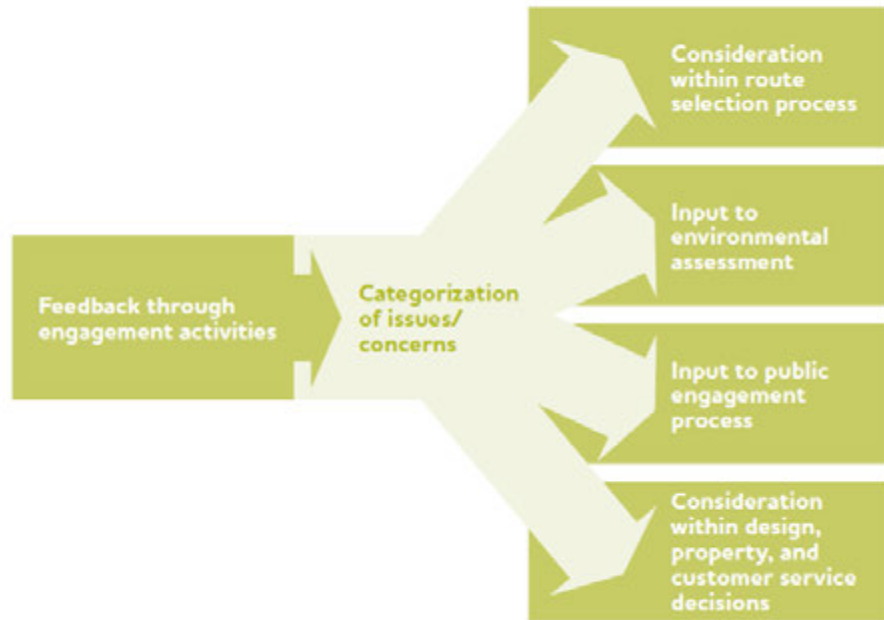 Feedback through
engagement activities
Categorization
of issues/
concerns
Consideration
within route
selection process
Input to
environmental
assessment
Input to public
engagement
process
Consideration
within design,
property, and
customer service
decisions